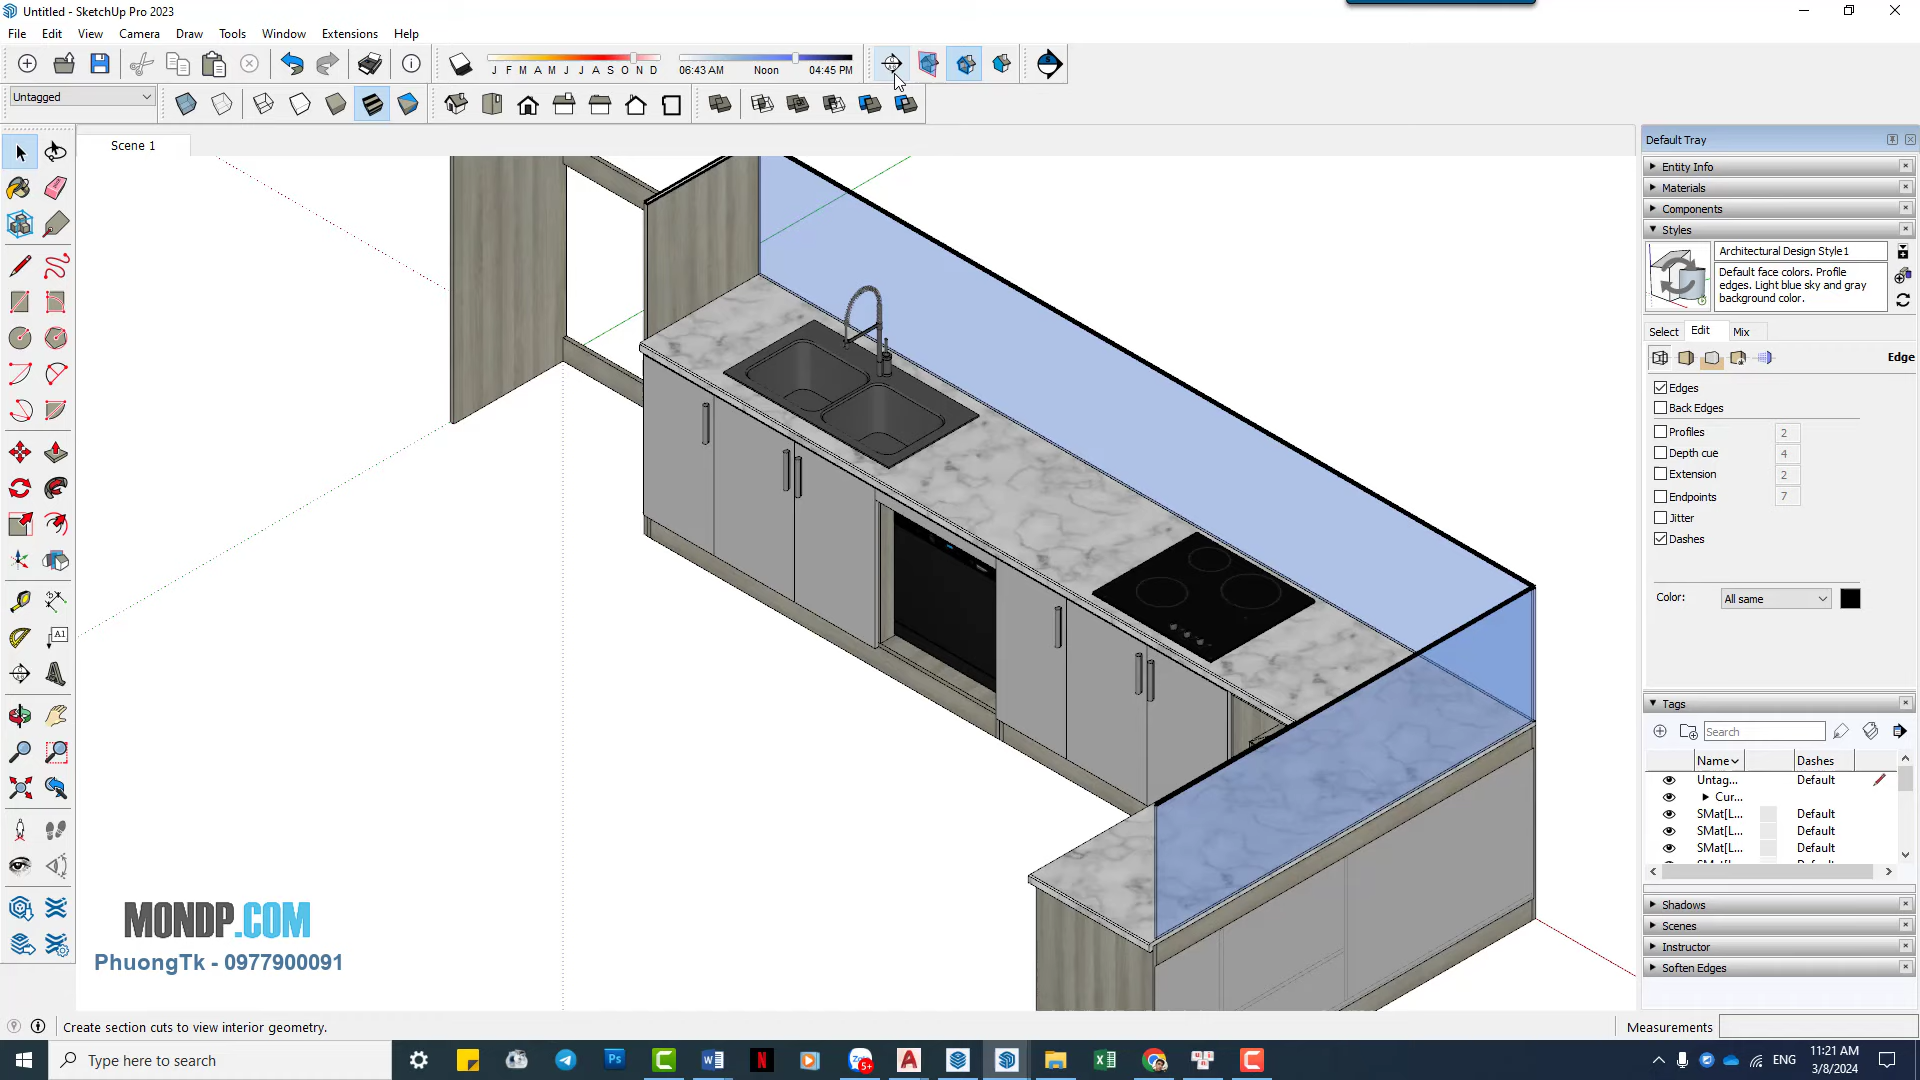 Untitled - SketchUp Pro 2023
File Edit View Camera Draw Tools Window Extensions Help
J F M A M J J A S O N D
06:43 AM Noon 04:45 PM
Untagged
Scene 1
Default Tray
Entity Info
Materials
Components
Styles
Architectural Design Style1
Default face colors. Profile
edges. Light blue sky and gray
background color.
Select Edit Mix
Edge
Edges
Back Edges
Profiles 2
Depth cue 4
Extension 2
Endpoints 7
Jitter
Dashes
Color: All same
Tags
Search
Name Dashes
Untag... Default
Cur...
SMat[L... Default
SMat[L... Default
SMat[L... Default
Shadows
Scenes
Instructor
Soften Edges
A1
MONDP.COM
PhuongTk - 0977900091
Create section cuts to view interior geometry.
Measurements
Type here to search
ENG
11:21 AM
3/8/2024